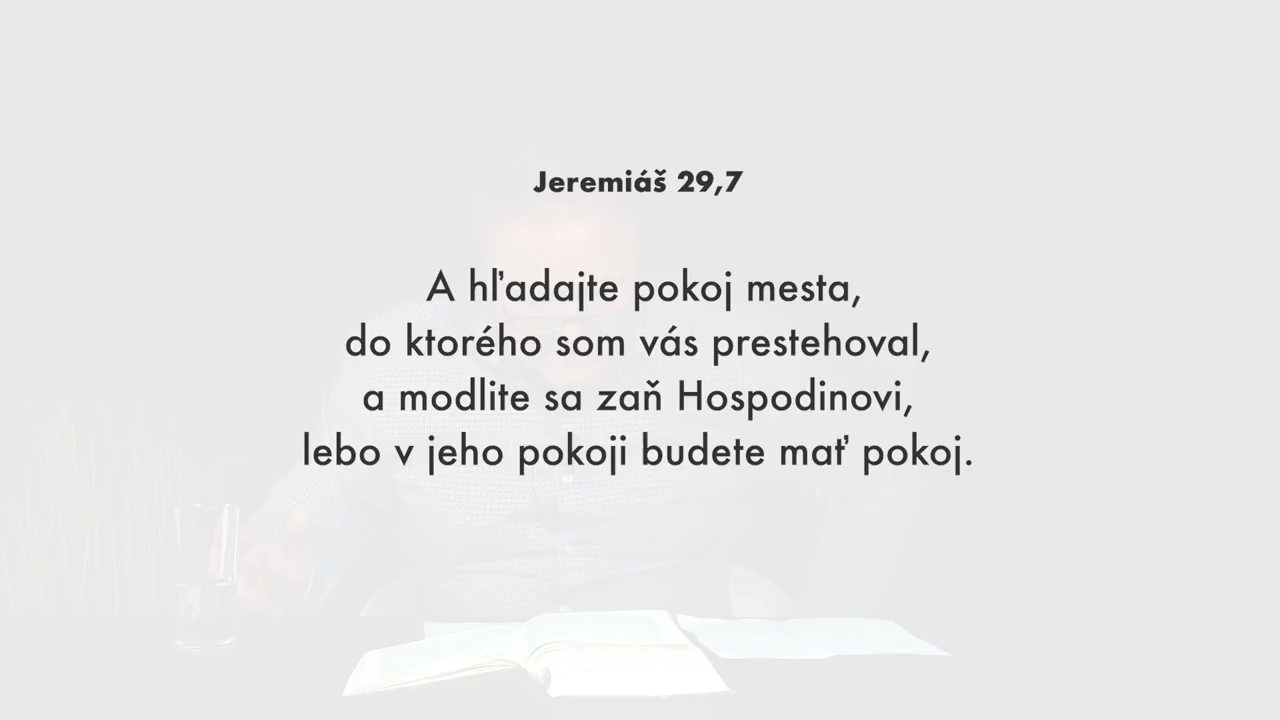 Jeremiáš 29,7
A hľadajte pokoj mesta,
do ktorého som vás prestehoval,
a modlite sa zaň Hospodinovi,
lebo v jeho pokoji budete mať pokoj.